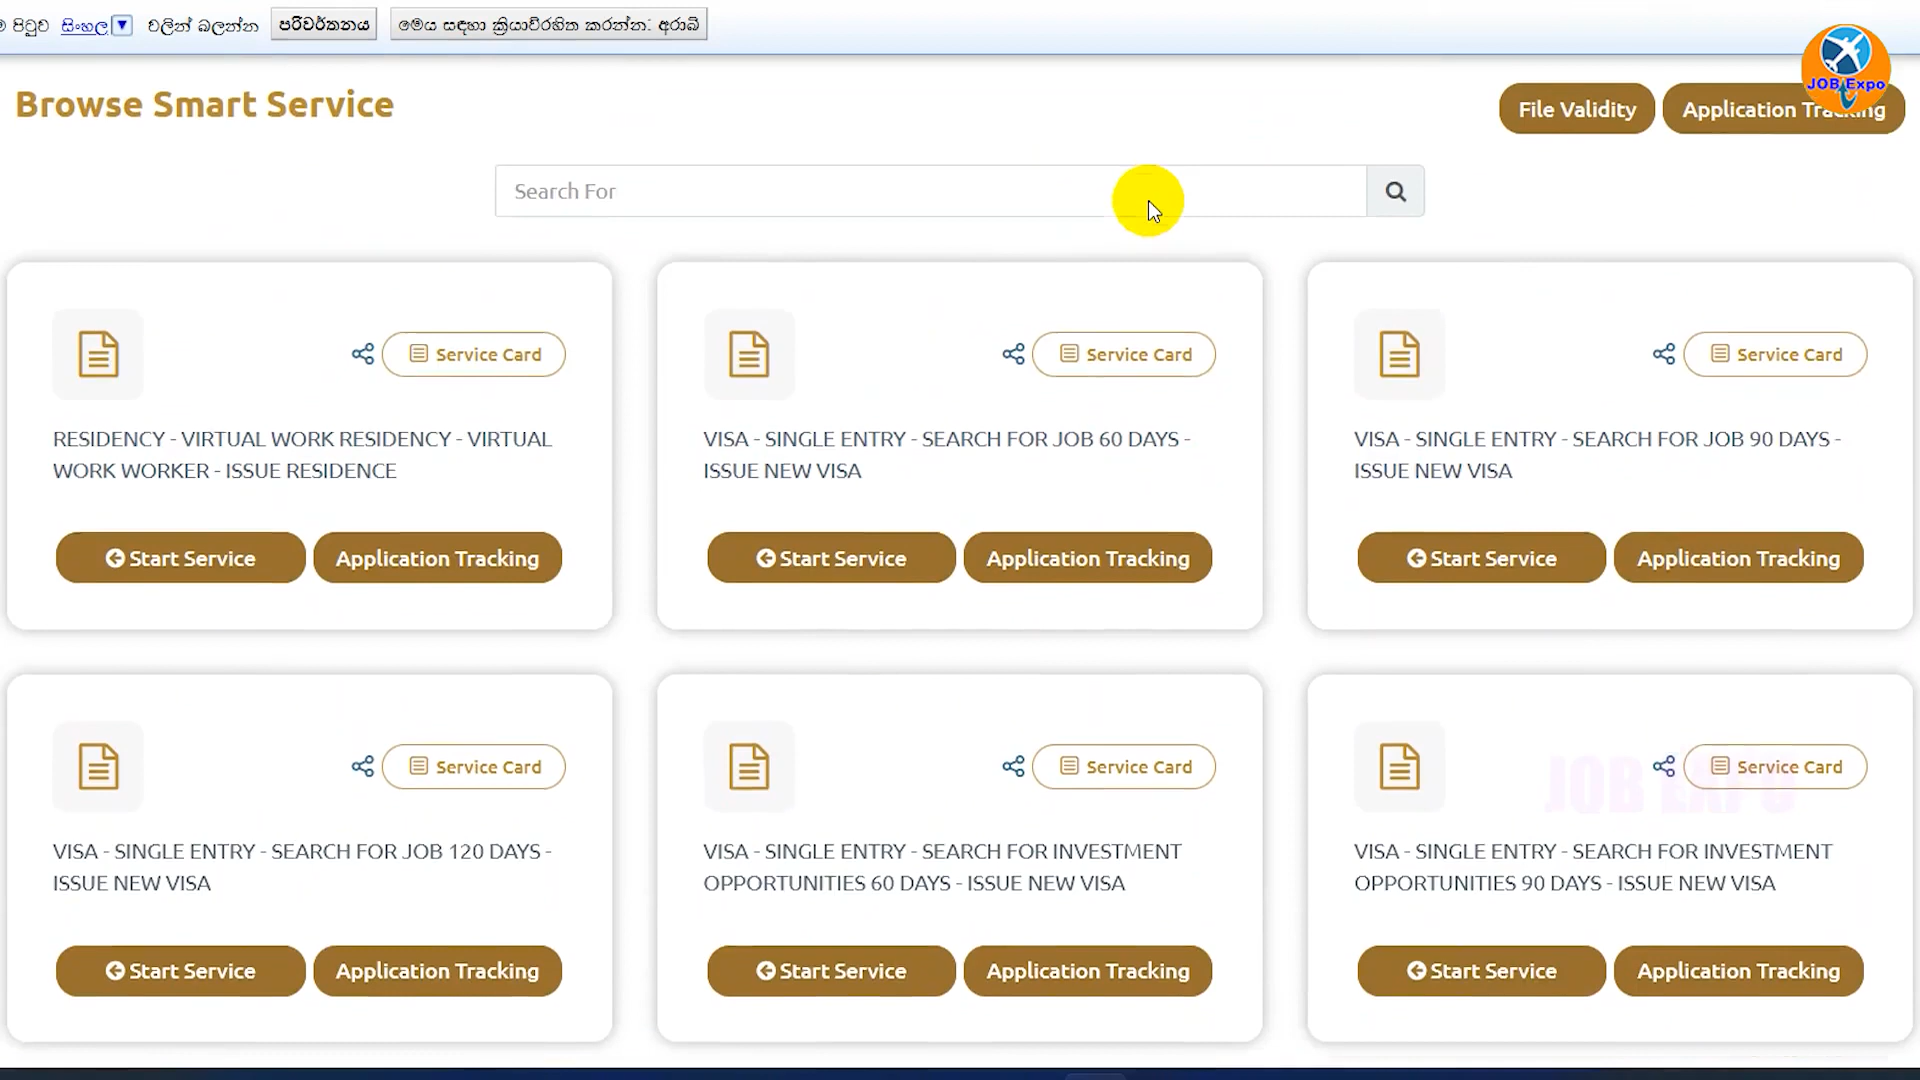 පිටුව සිංහල වලින් බලන්න පරිවර්තනය මෙය සඳහා ක්‍රියාවිරහිත කරන්න: අරාබි
JOB Expo
Browse Smart Service
File Validity
Application Tracking
Search For
Service Card
Service Card
Service Card
RESIDENCY - VIRTUAL WORK RESIDENCY - VIRTUAL
WORK WORKER - ISSUE RESIDENCE
VISA - SINGLE ENTRY - SEARCH FOR JOB 60 DAYS -
ISSUE NEW VISA
VISA - SINGLE ENTRY - SEARCH FOR JOB 90 DAYS -
ISSUE NEW VISA
Start Service
Application Tracking
Start Service
Application Tracking
Start Service
Application Tracking
Service Card
Service Card
Service Card
JOB EXPO
VISA - SINGLE ENTRY - SEARCH FOR JOB 120 DAYS -
ISSUE NEW VISA
VISA - SINGLE ENTRY - SEARCH FOR INVESTMENT
OPPORTUNITIES 60 DAYS - ISSUE NEW VISA
VISA - SINGLE ENTRY - SEARCH FOR INVESTMENT
OPPORTUNITIES 90 DAYS - ISSUE NEW VISA
Start Service
Application Tracking
Start Service
Application Tracking
Start Service
Application Tracking